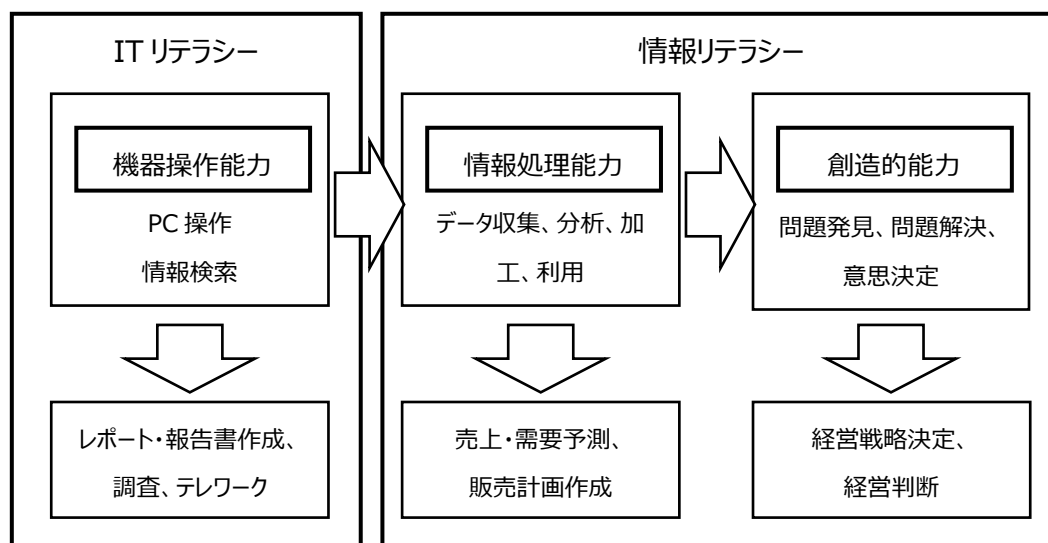 IT リテラシー
機器操作能力
PC 操作
情報検索
レポート・報告書作成、
調査、テレワーク
情報リテラシー
情報処理能力
データ収集、分析、加
工、利用
売上・需要予測、
販売計画作成
創造的能力
問題発見、問題解決、
意思決定
経営戦略決定、
経営判断